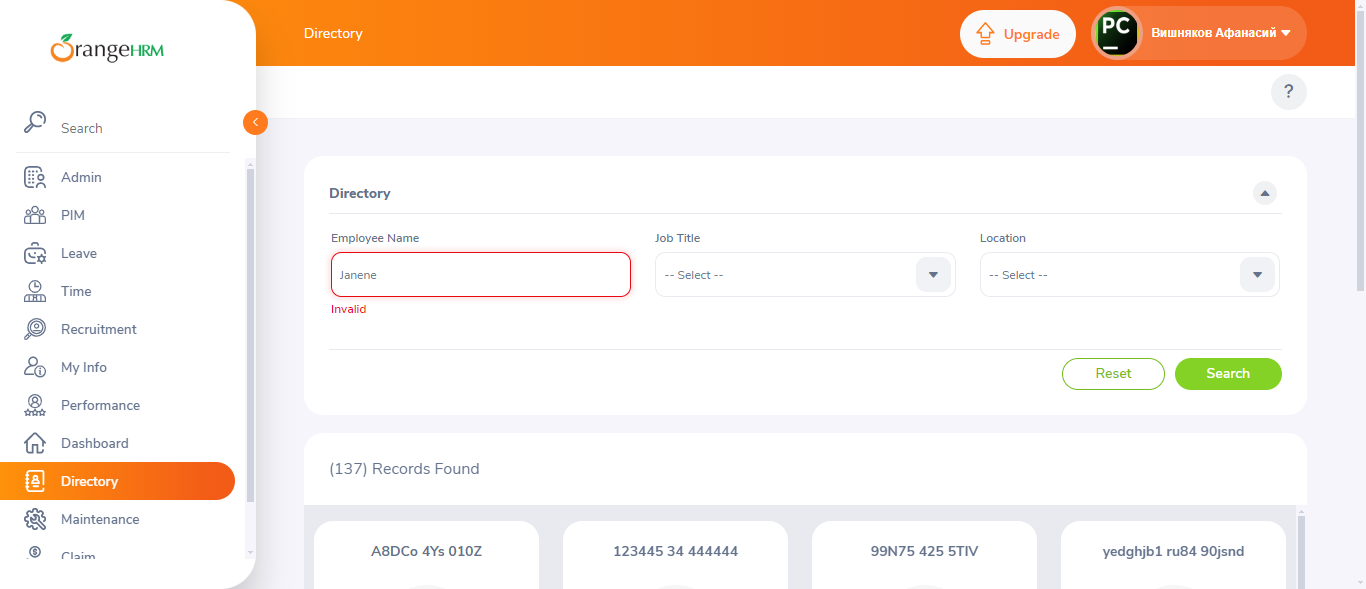 OrangeHRM
Directory
Upgrade
PC
Вишняков Афанасий
?
Search
Admin
PIM
Leave
Time
Recruitment
My Info
Performance
Dashboard
Directory
Maintenance
Claim
Directory
Employee Name
Job Title
Location
Janene
-- Select --
-- Select --
Invalid
Reset
Search
(137) Records Found
A8DCo 4Ys 010Z
123445 34 444444
99N75 425 5TIV
yedghjb1 ru84 90jsnd